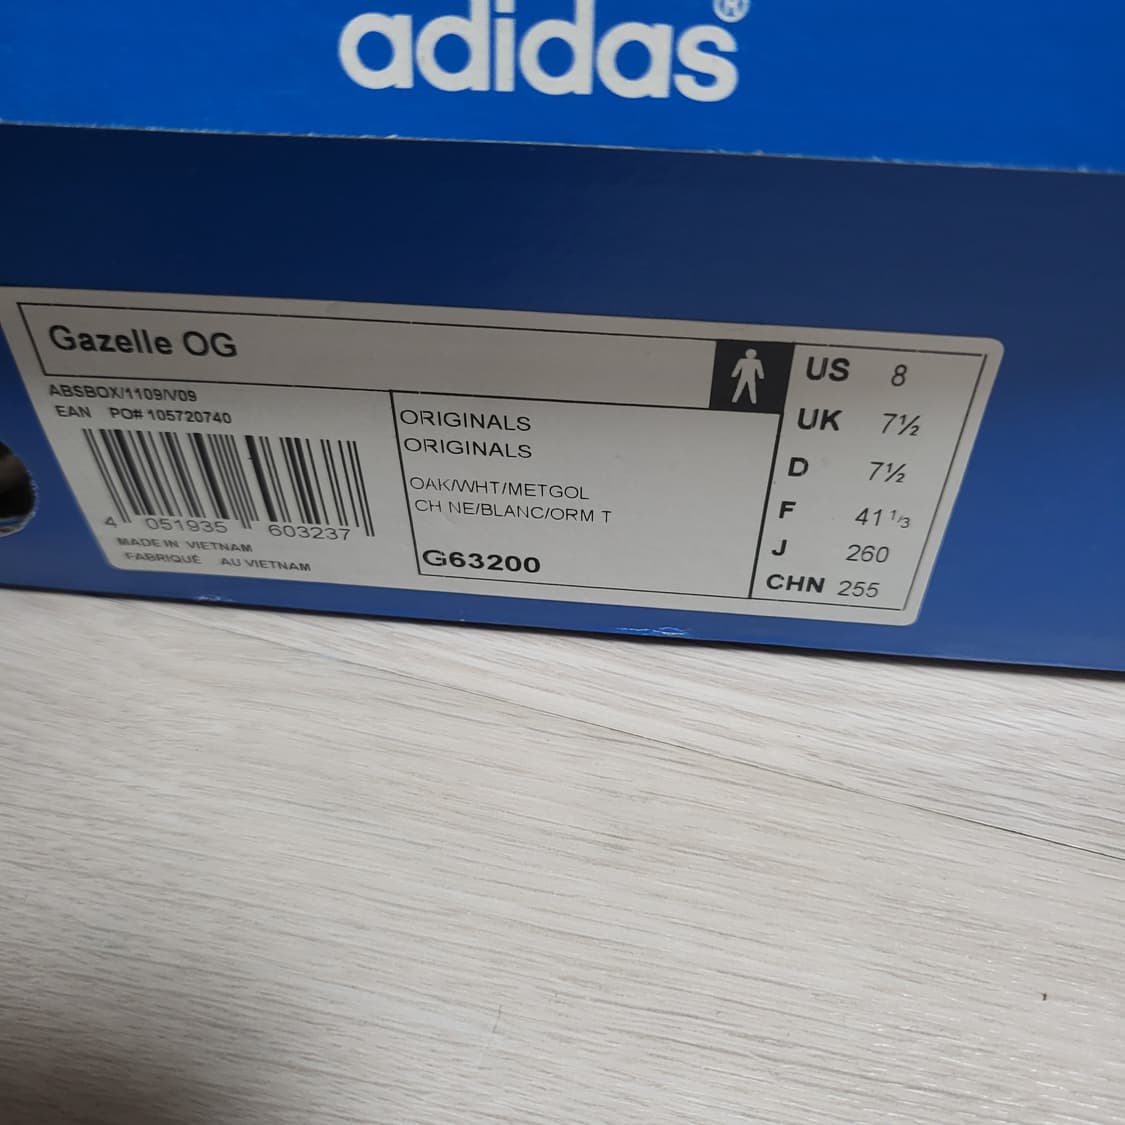 adidas®
Gazelle OG
ABSBOX/1109/V09
EAN PO# 105720740
4 051935 603237
MADE IN VIETNAM
FABRIQUÉ AU VIETNAM
ORIGINALS
ORIGINALS
OAK/WHT/METGOL
CH NE/BLANC/ORM T
G63200
US 8
UK 7½
D 7½
F 41 1/3
J 260
CHN 255